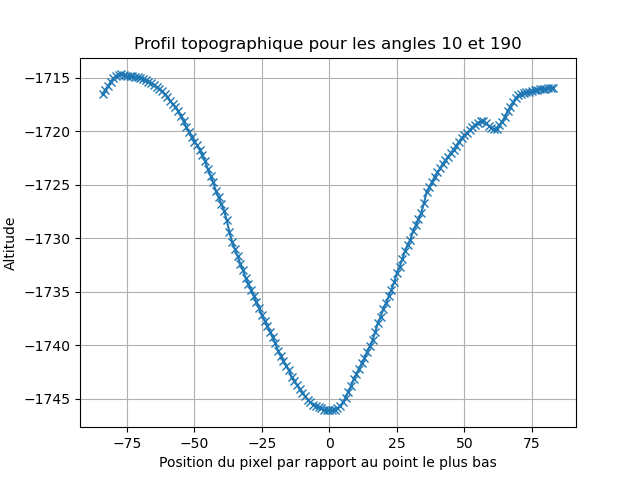 Profil topographique pour les angles 10 et 190
Altitude
−1715
−1720
−1725
−1730
−1735
−1740
−1745
−75 −50 −25 0 25 50 75
Position du pixel par rapport au point le plus bas